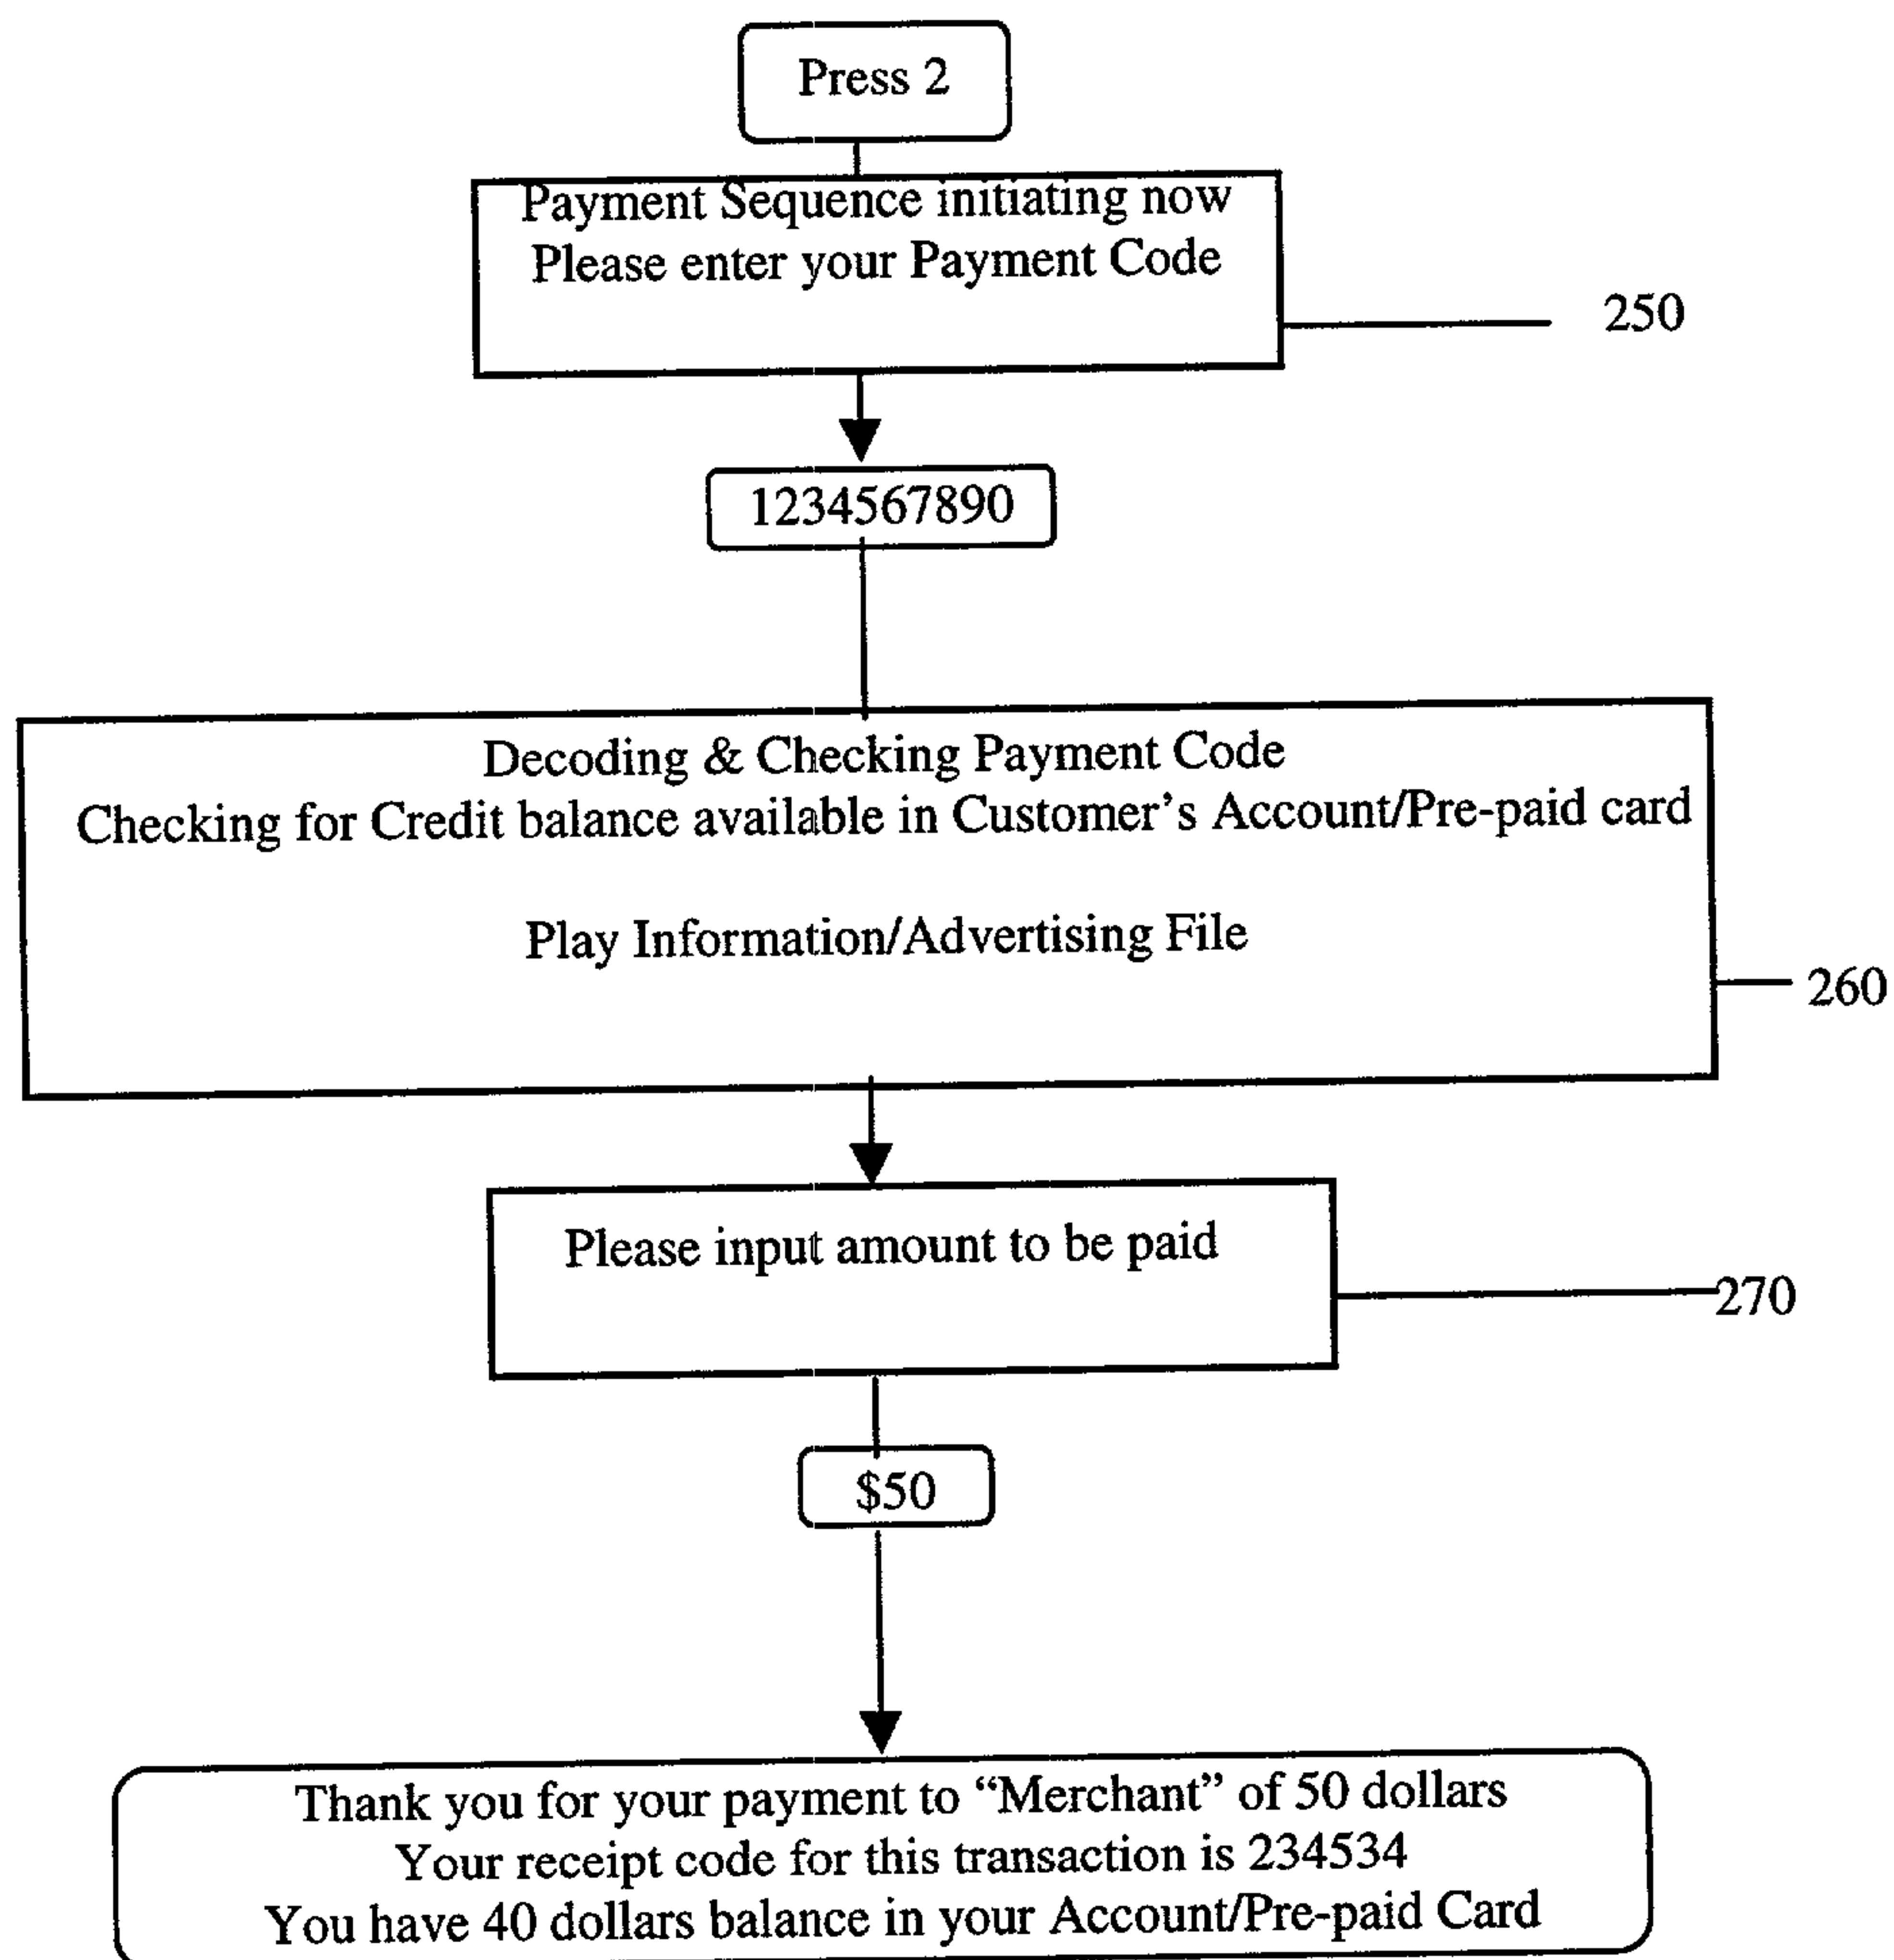 Press 2
Payment Sequence initiating now
Please enter your Payment Code
250
1234567890
Decoding & Checking Payment Code
Checking for Credit balance available in Customer’s Account/Pre-paid card
Play Information/Advertising File
260
Please input amount to be paid
270
$50
Thank you for your payment to “Merchant” of 50 dollars
Your receipt code for this transaction is 234534
You have 40 dollars balance in your Account/Pre-paid Card